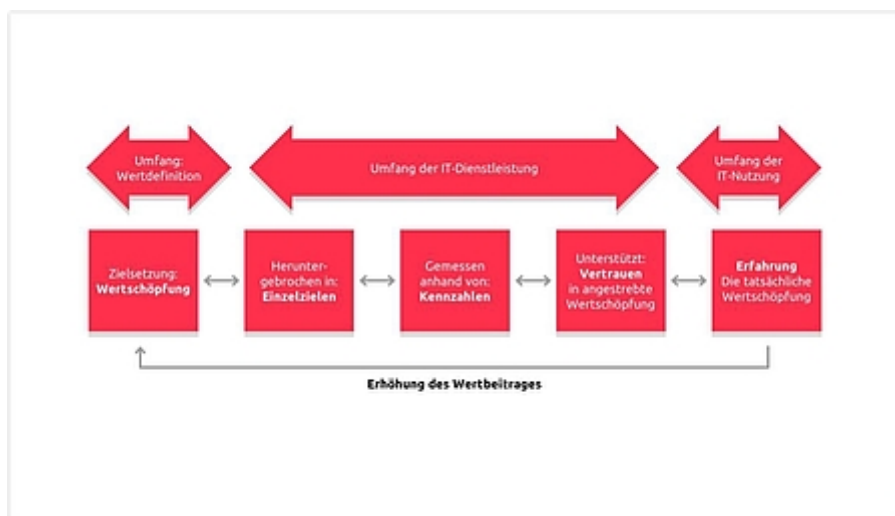 Umfang:
Wertdefinition
Umfang der IT-Dienstleistung
Umfang der
IT-Nutzung
Zielsetzung:
Wertschöpfung
Herunter-
gebrochen in:
Einzelzielen
Gemessen
anhand von:
Kennzahlen
Unterstützt:
Vertrauen
in angestrebte
Wertschöpfung
Erfahrung
Die tatsächliche
Wertschöpfung
Erhöhung des Wertbeitrages